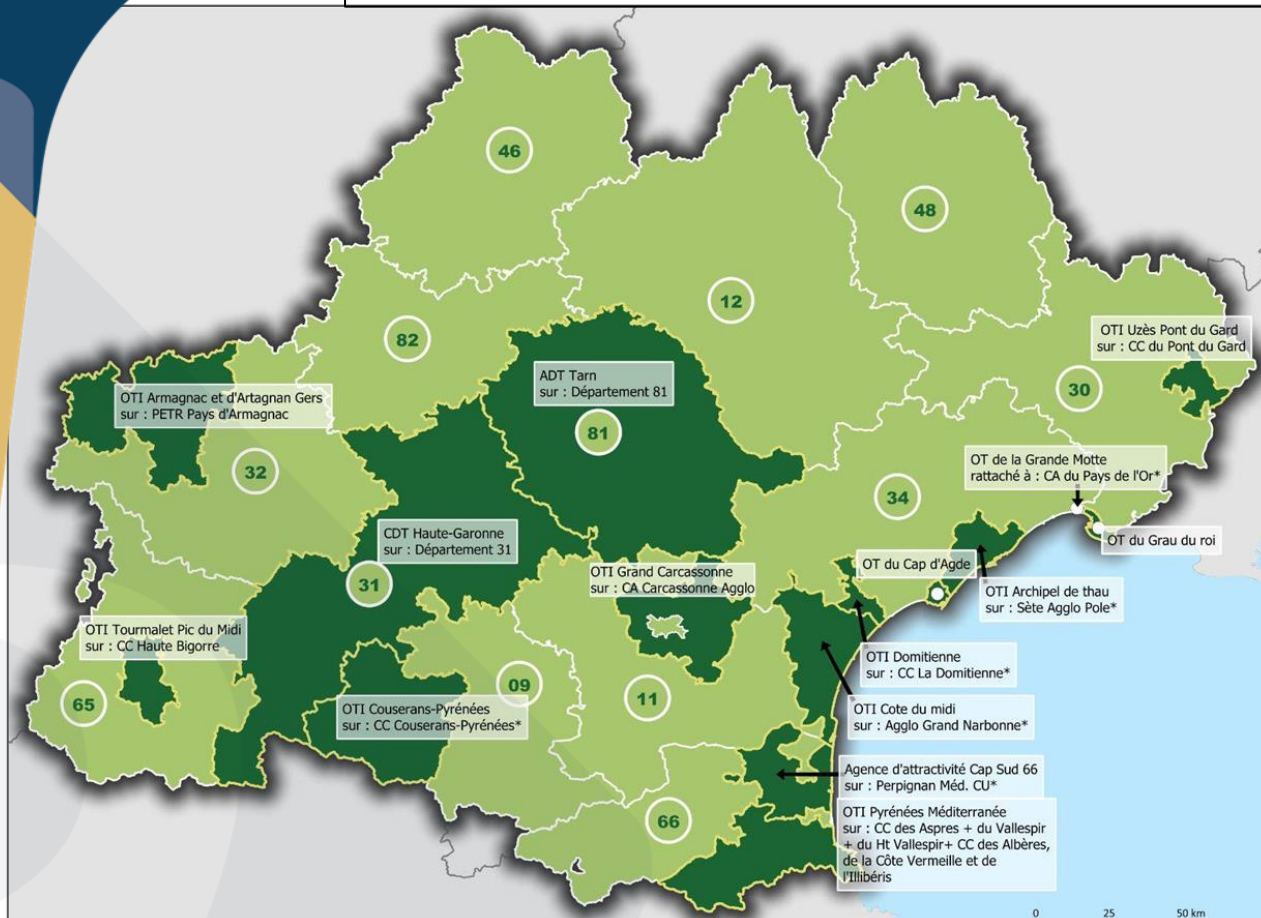 46
48
12
82
OTI Uzès Pont du Gard
sur : CC du Pont du Gard
30
ADT Tarn
sur : Département 81
81
OTI Armagnac et d'Artagnan Gers
sur : PETR Pays d'Armagnac
32
OT de la Grande Motte
rattaché à : CA du Pays de l'Or*
34
OT du Grau du roi
CDT Haute-Garonne
sur : Département 31
31
OTI Grand Carcassonne
sur : CA Carcassonne Agglo
OT du Cap d'Agde
OTI Archipel de thau
sur : Sète Agglo Pole*
OTI Tourmalet Pic du Midi
sur : CC Haute Bigorre
65
OTI Domitienne
sur : CC La Domitienne*
09
11
OTI Couserans-Pyrénées
sur : CC Couserans-Pyrénées*
OTI Cote du midi
sur : Agglo Grand Narbonne*
Agence d'attractivité Cap Sud 66
sur : Perpignan Méd. CU*
66
OTI Pyrénées Méditerranée
sur : CC des Aspres + du Vallespir
+ du Ht Vallespir+ CC des Albères,
de la Côte Vermeille et de
l'Illibéris
0 25 50 km